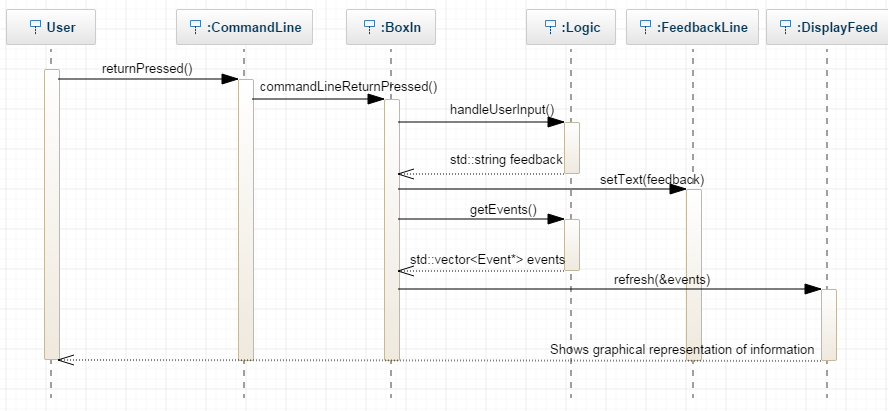 User
:CommandLine
:BoxIn
:Logic
:FeedbackLine
:DisplayFeed
returnPressed()
commandLineReturnPressed()
handleUserInput()
std::string feedback
setText(feedback)
getEvents()
std::vector<Event*> events
refresh(&events)
Shows graphical representation of information